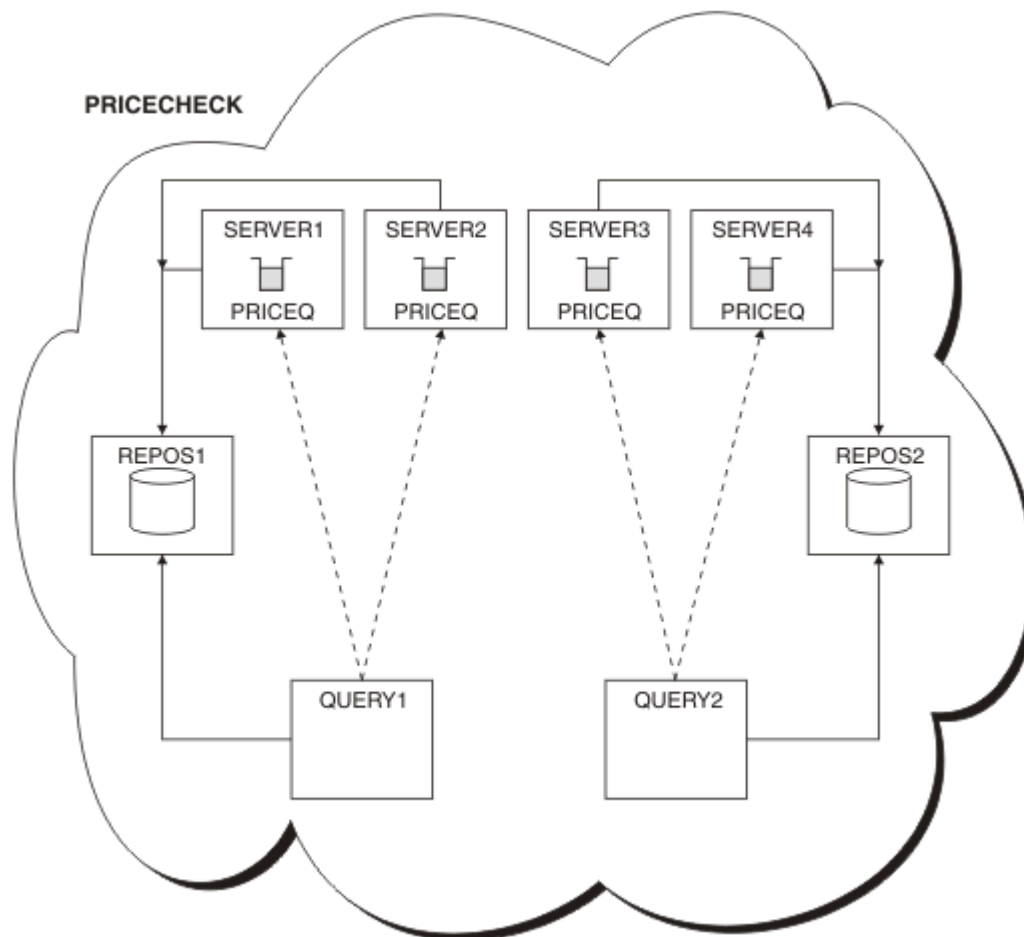 PRICECHECK
SERVER1
SERVER2
SERVER3
SERVER4
PRICEQ
PRICEQ
PRICEQ
PRICEQ
REPOS1
REPOS2
QUERY1
QUERY2